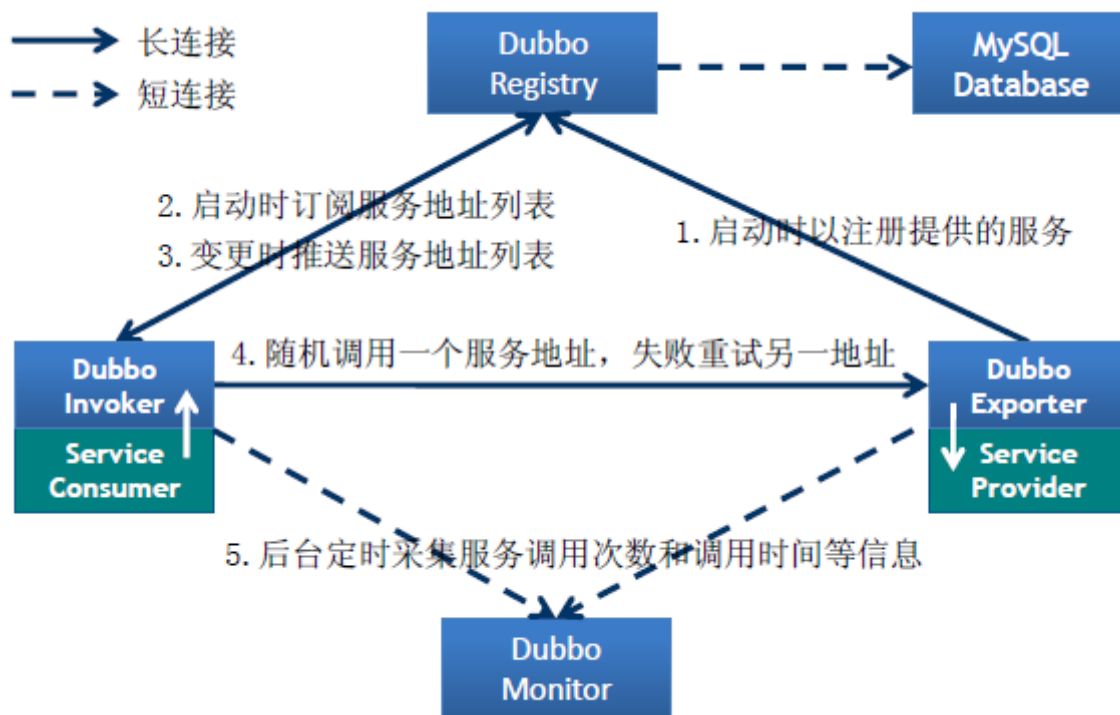 长连接
短连接
Dubbo
Registry
MySQL
Database
2.启动时订阅服务地址列表
3.变更时推送服务地址列表
1.启动时以注册提供的服务
4.随机调用一个服务地址，失败重试另一地址
Dubbo
Invoker
Service
Consumer
Dubbo
Exporter
Service
Provider
5.后台定时采集服务调用次数和调用时间等信息
Dubbo
Monitor